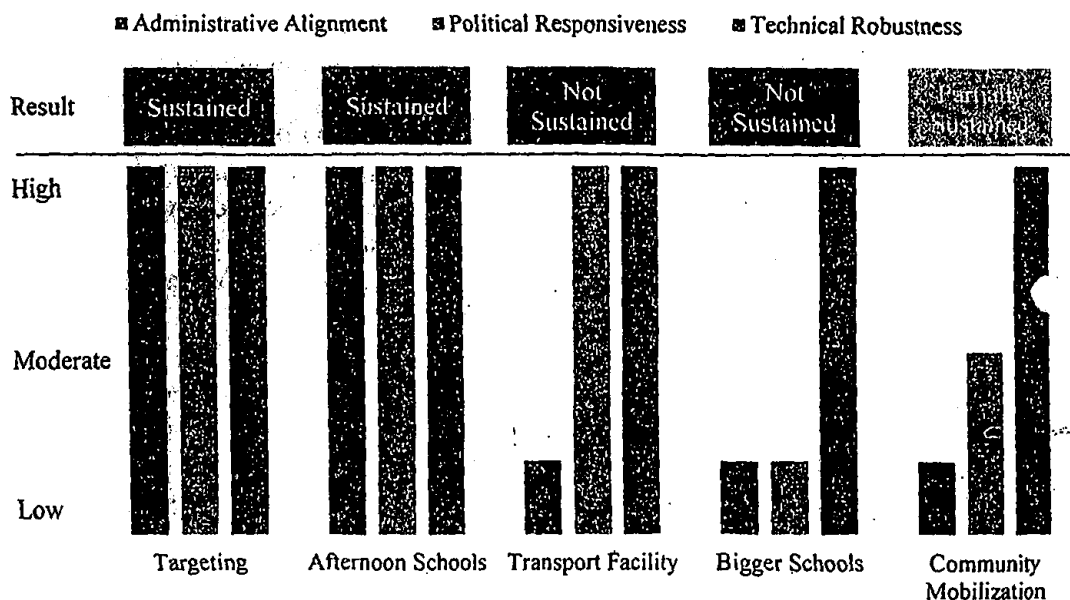 Administrative Alignment Political Responsiveness Technical Robustness
Result Sustained Sustained Not Sustained Not Sustained Partially Sustained
High
Moderate
Low
Targeting Afternoon Schools Transport Facility Bigger Schools Community Mobilization